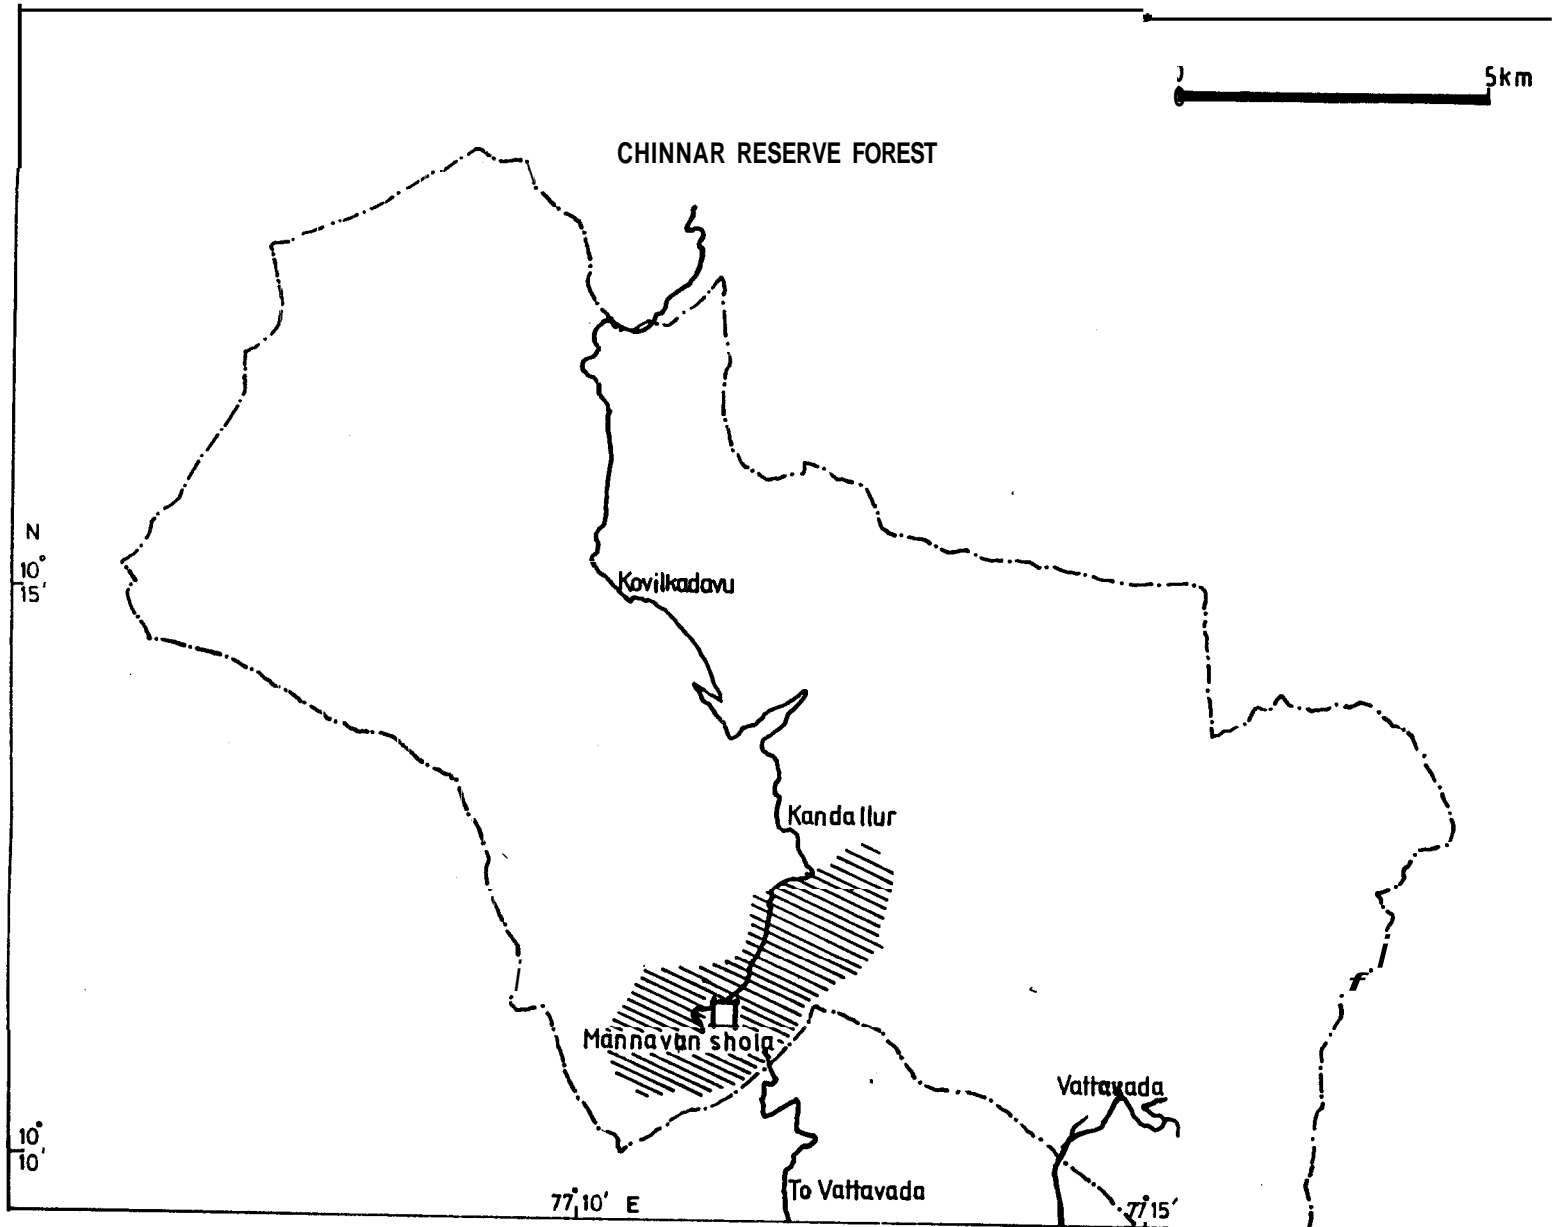 5km
CHINNAR RESERVE FOREST
N
10°
15'
Kovilkadavu
Kandallur
Mannavan shola
Vattavada
10°
10'
77°10' E
To Vattavada
77°15'